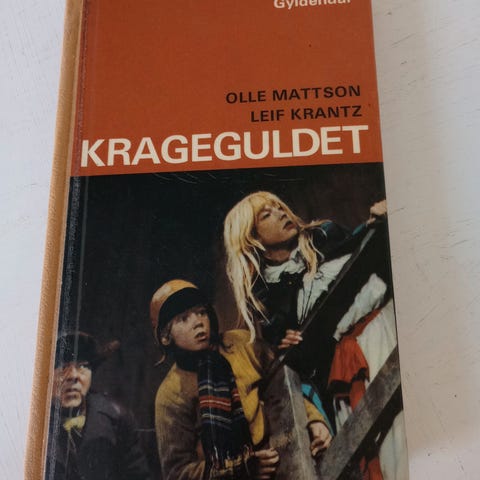 Gyldendal
OLLE MATTSON
LEIF KRANTZ
KRAGEGULDET